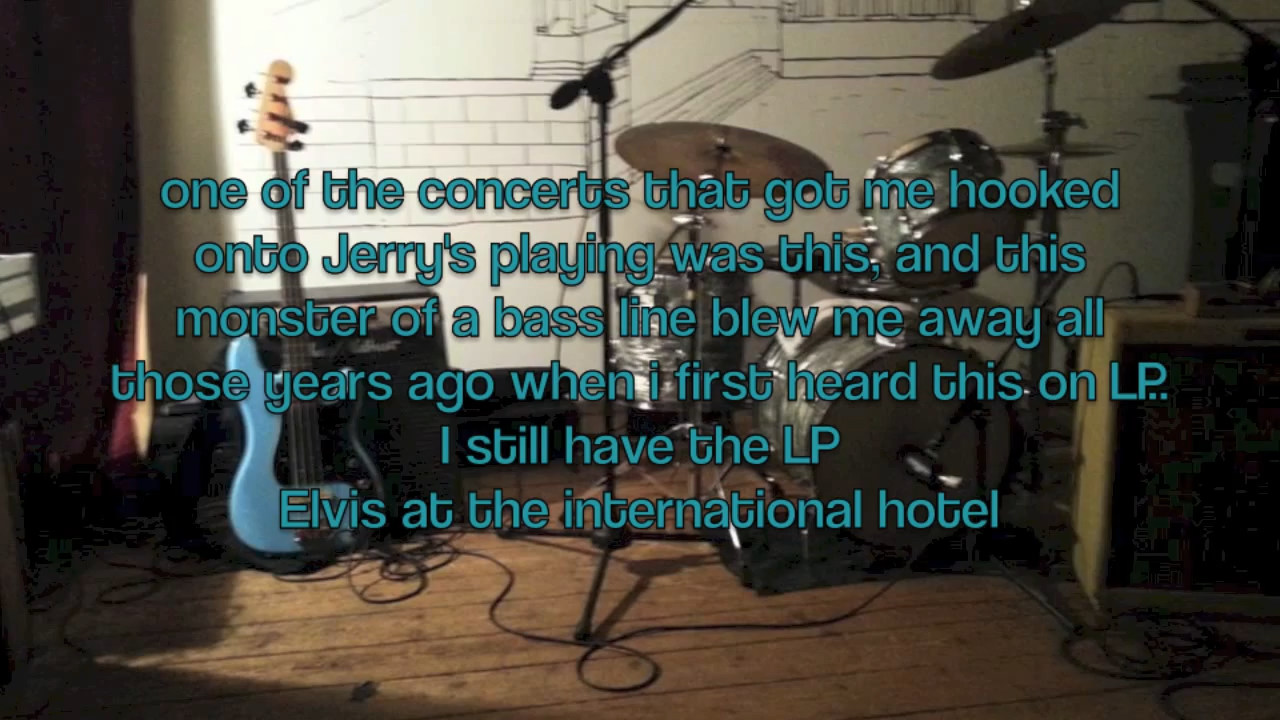 one of the concerts that got me hooked
onto Jerry's playing was this, and this
monster of a bass line blew me away all
those years ago when i first heard this on LP..
I still have the LP
Elvis at the international hotel